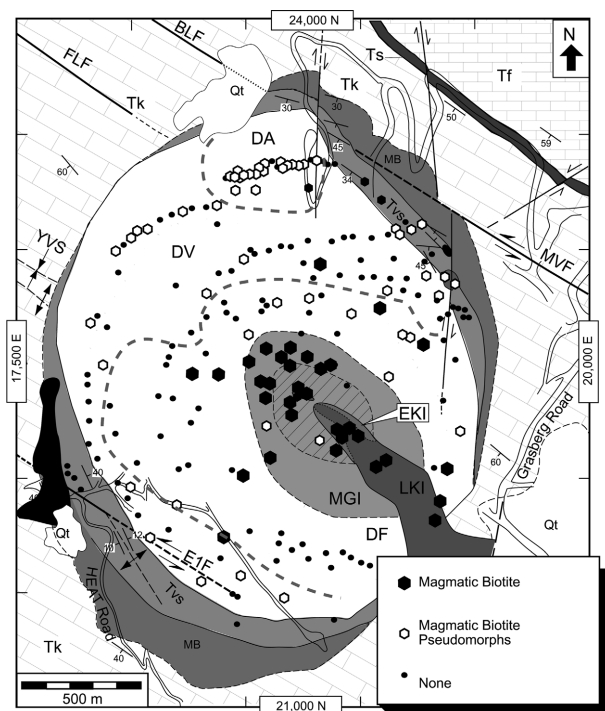 24,000 N
BLF
FLF
Tk
Qt
Tk
Ts
Tf
N
30
30
50
59
DA
45
MB
34
60
Tvs
DV
45
YVS
MVF
17,500 E
20,000 E
EKI
Grasberg Road
60
LKI
MGI
40
Qt
DF
Qt
12
11
E1F
HEAT Road
Tvs
Tk
MB
40
500 m
21,000 N
Magmatic Biotite
Magmatic Biotite
Pseudomorphs
None